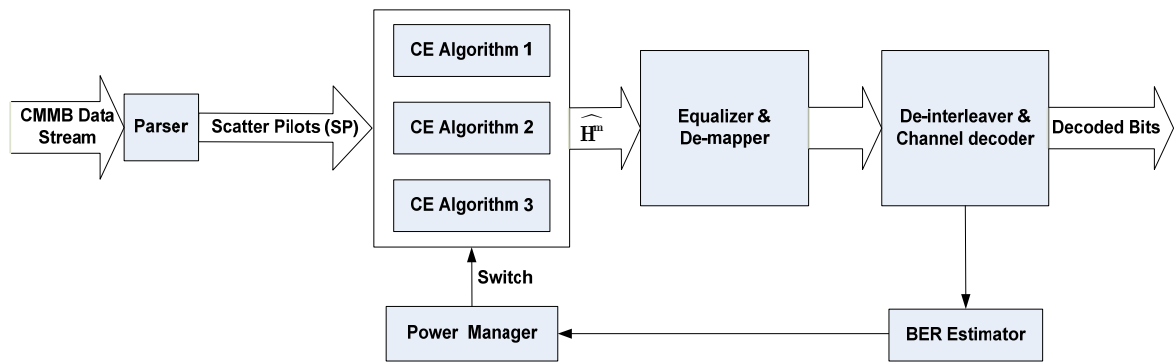 CMMB Data
Stream
Parser
Scatter Pilots (SP)
CE Algorithm 1
CE Algorithm 2
CE Algorithm 3
Ĥᵐ
Equalizer &
De-mapper
De-interleaver &
Channel decoder
Decoded Bits
Switch
Power Manager
BER Estimator